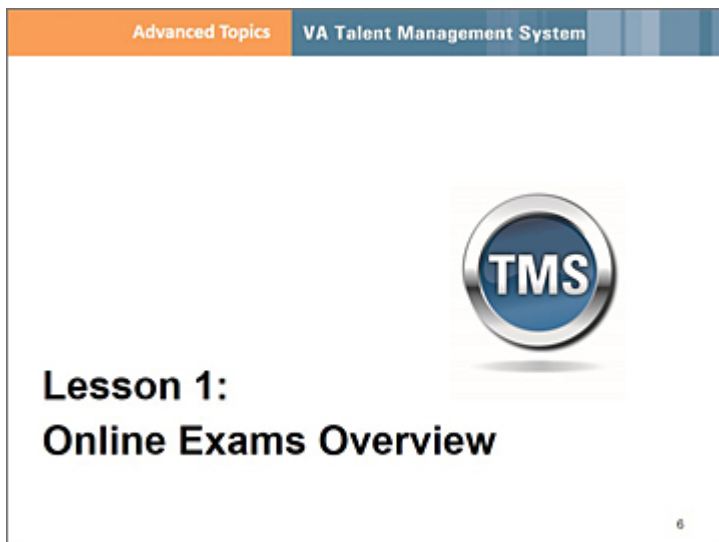 Advanced Topics VA Talent Management System
TMS
Lesson 1:
Online Exams Overview
6